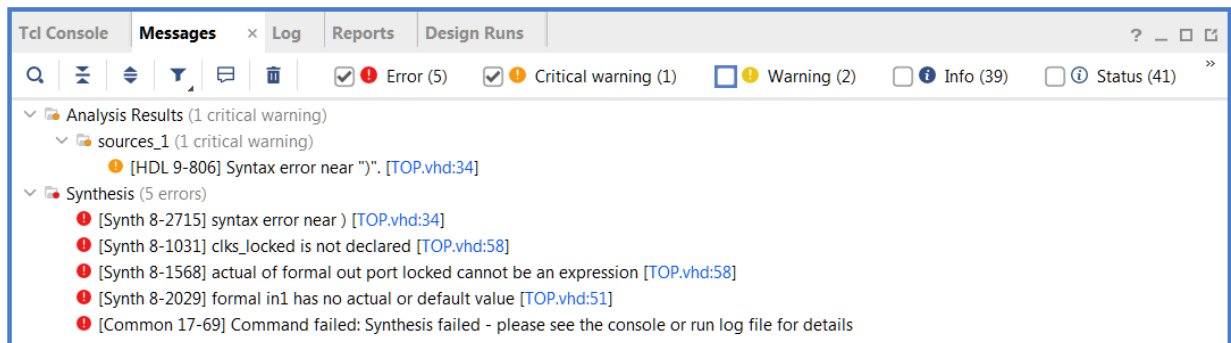 Tcl Console Messages × Log Reports Design Runs ? _
Error (5) Critical warning (1) Warning (2) Info (39) Status (41) »
Analysis Results (1 critical warning)
sources_1 (1 critical warning)
[HDL 9-806] Syntax error near ")". [TOP.vhd:34]
Synthesis (5 errors)
[Synth 8-2715] syntax error near ) [TOP.vhd:34]
[Synth 8-1031] clks_locked is not declared [TOP.vhd:58]
[Synth 8-1568] actual of formal out port locked cannot be an expression [TOP.vhd:58]
[Synth 8-2029] formal in1 has no actual or default value [TOP.vhd:51]
[Common 17-69] Command failed: Synthesis failed - please see the console or run log file for details